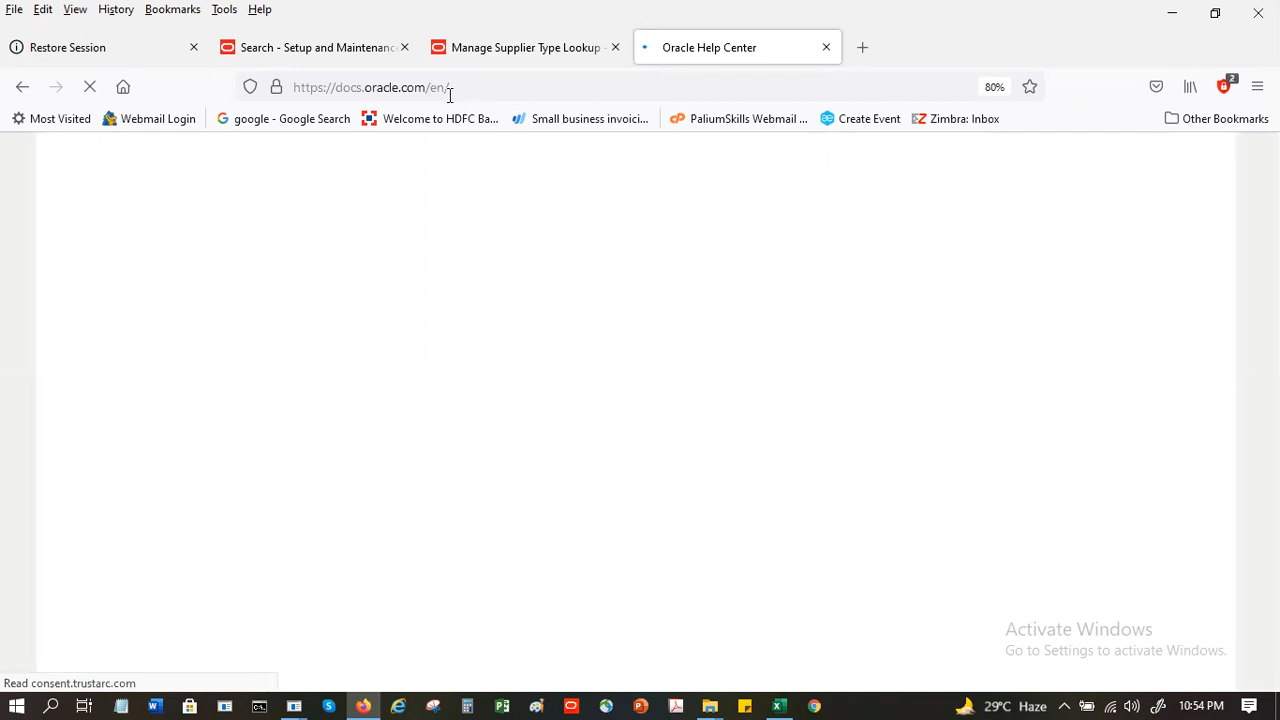 File Edit View History Bookmarks Tools Help
Restore Session
Search - Setup and Maintenanc
Manage Supplier Type Lookup -
Oracle Help Center
https://docs.oracle.com/en/
80%
2
Most Visited
Webmail Login
google - Google Search
Welcome to HDFC Ba...
Small business invoici...
PaliumSkills Webmail ...
Create Event
Zimbra: Inbox
Other Bookmarks
Activate Windows
Go to Settings to activate Windows.
Read consent.trustarc.com
29°C Haze
10:54 PM